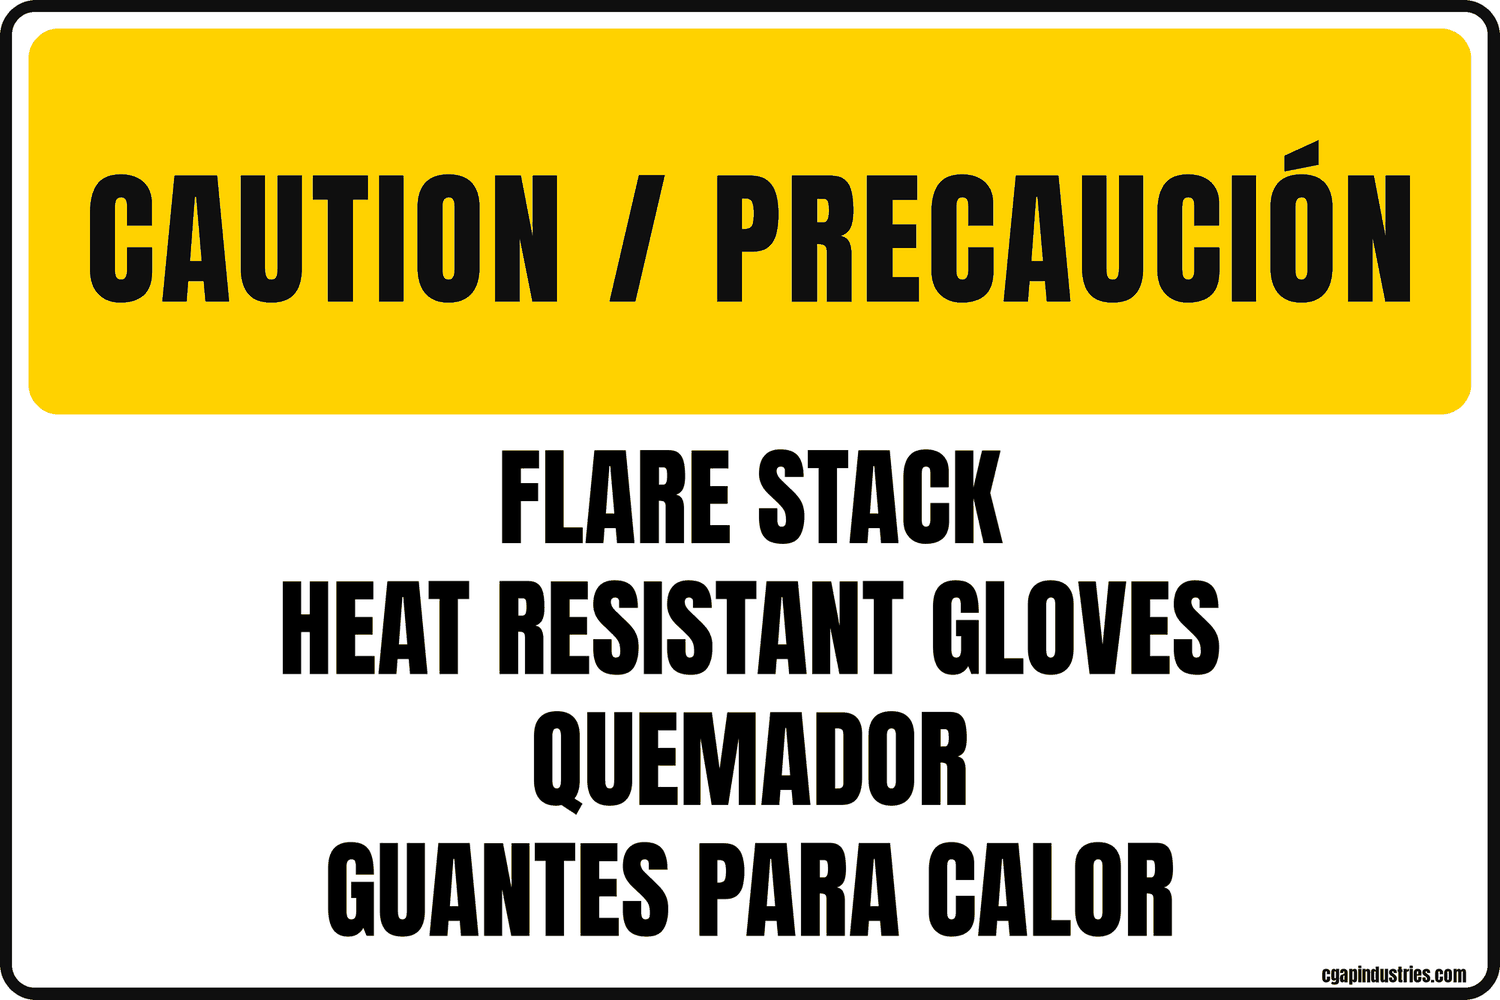 CAUTION / PRECAUCIÓN
FLARE STACK
HEAT RESISTANT GLOVES
QUEMADOR
GUANTES PARA CALOR
cgapindustries.com